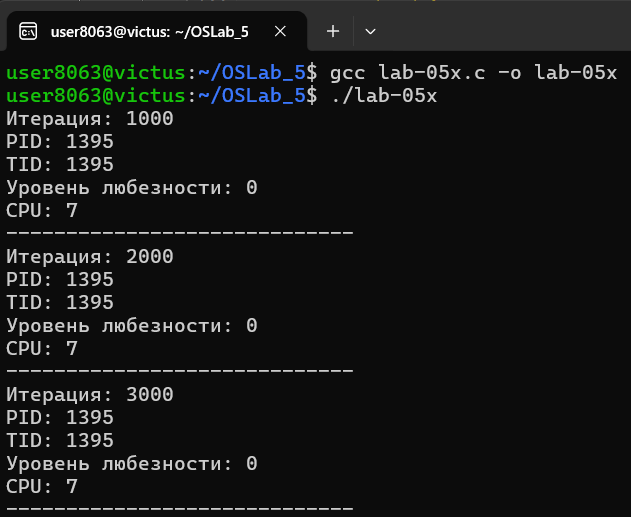 user8063@victus: ~/OSLab_5
user8063@victus:~/OSLab_5$ gcc lab-05x.c -o lab-05x
user8063@victus:~/OSLab_5$ ./lab-05x
Итерация: 1000
PID: 1395
TID: 1395
Уровень любезности: 0
CPU: 7
-----------------------------
Итерация: 2000
PID: 1395
TID: 1395
Уровень любезности: 0
CPU: 7
-----------------------------
Итерация: 3000
PID: 1395
TID: 1395
Уровень любезности: 0
CPU: 7
-----------------------------